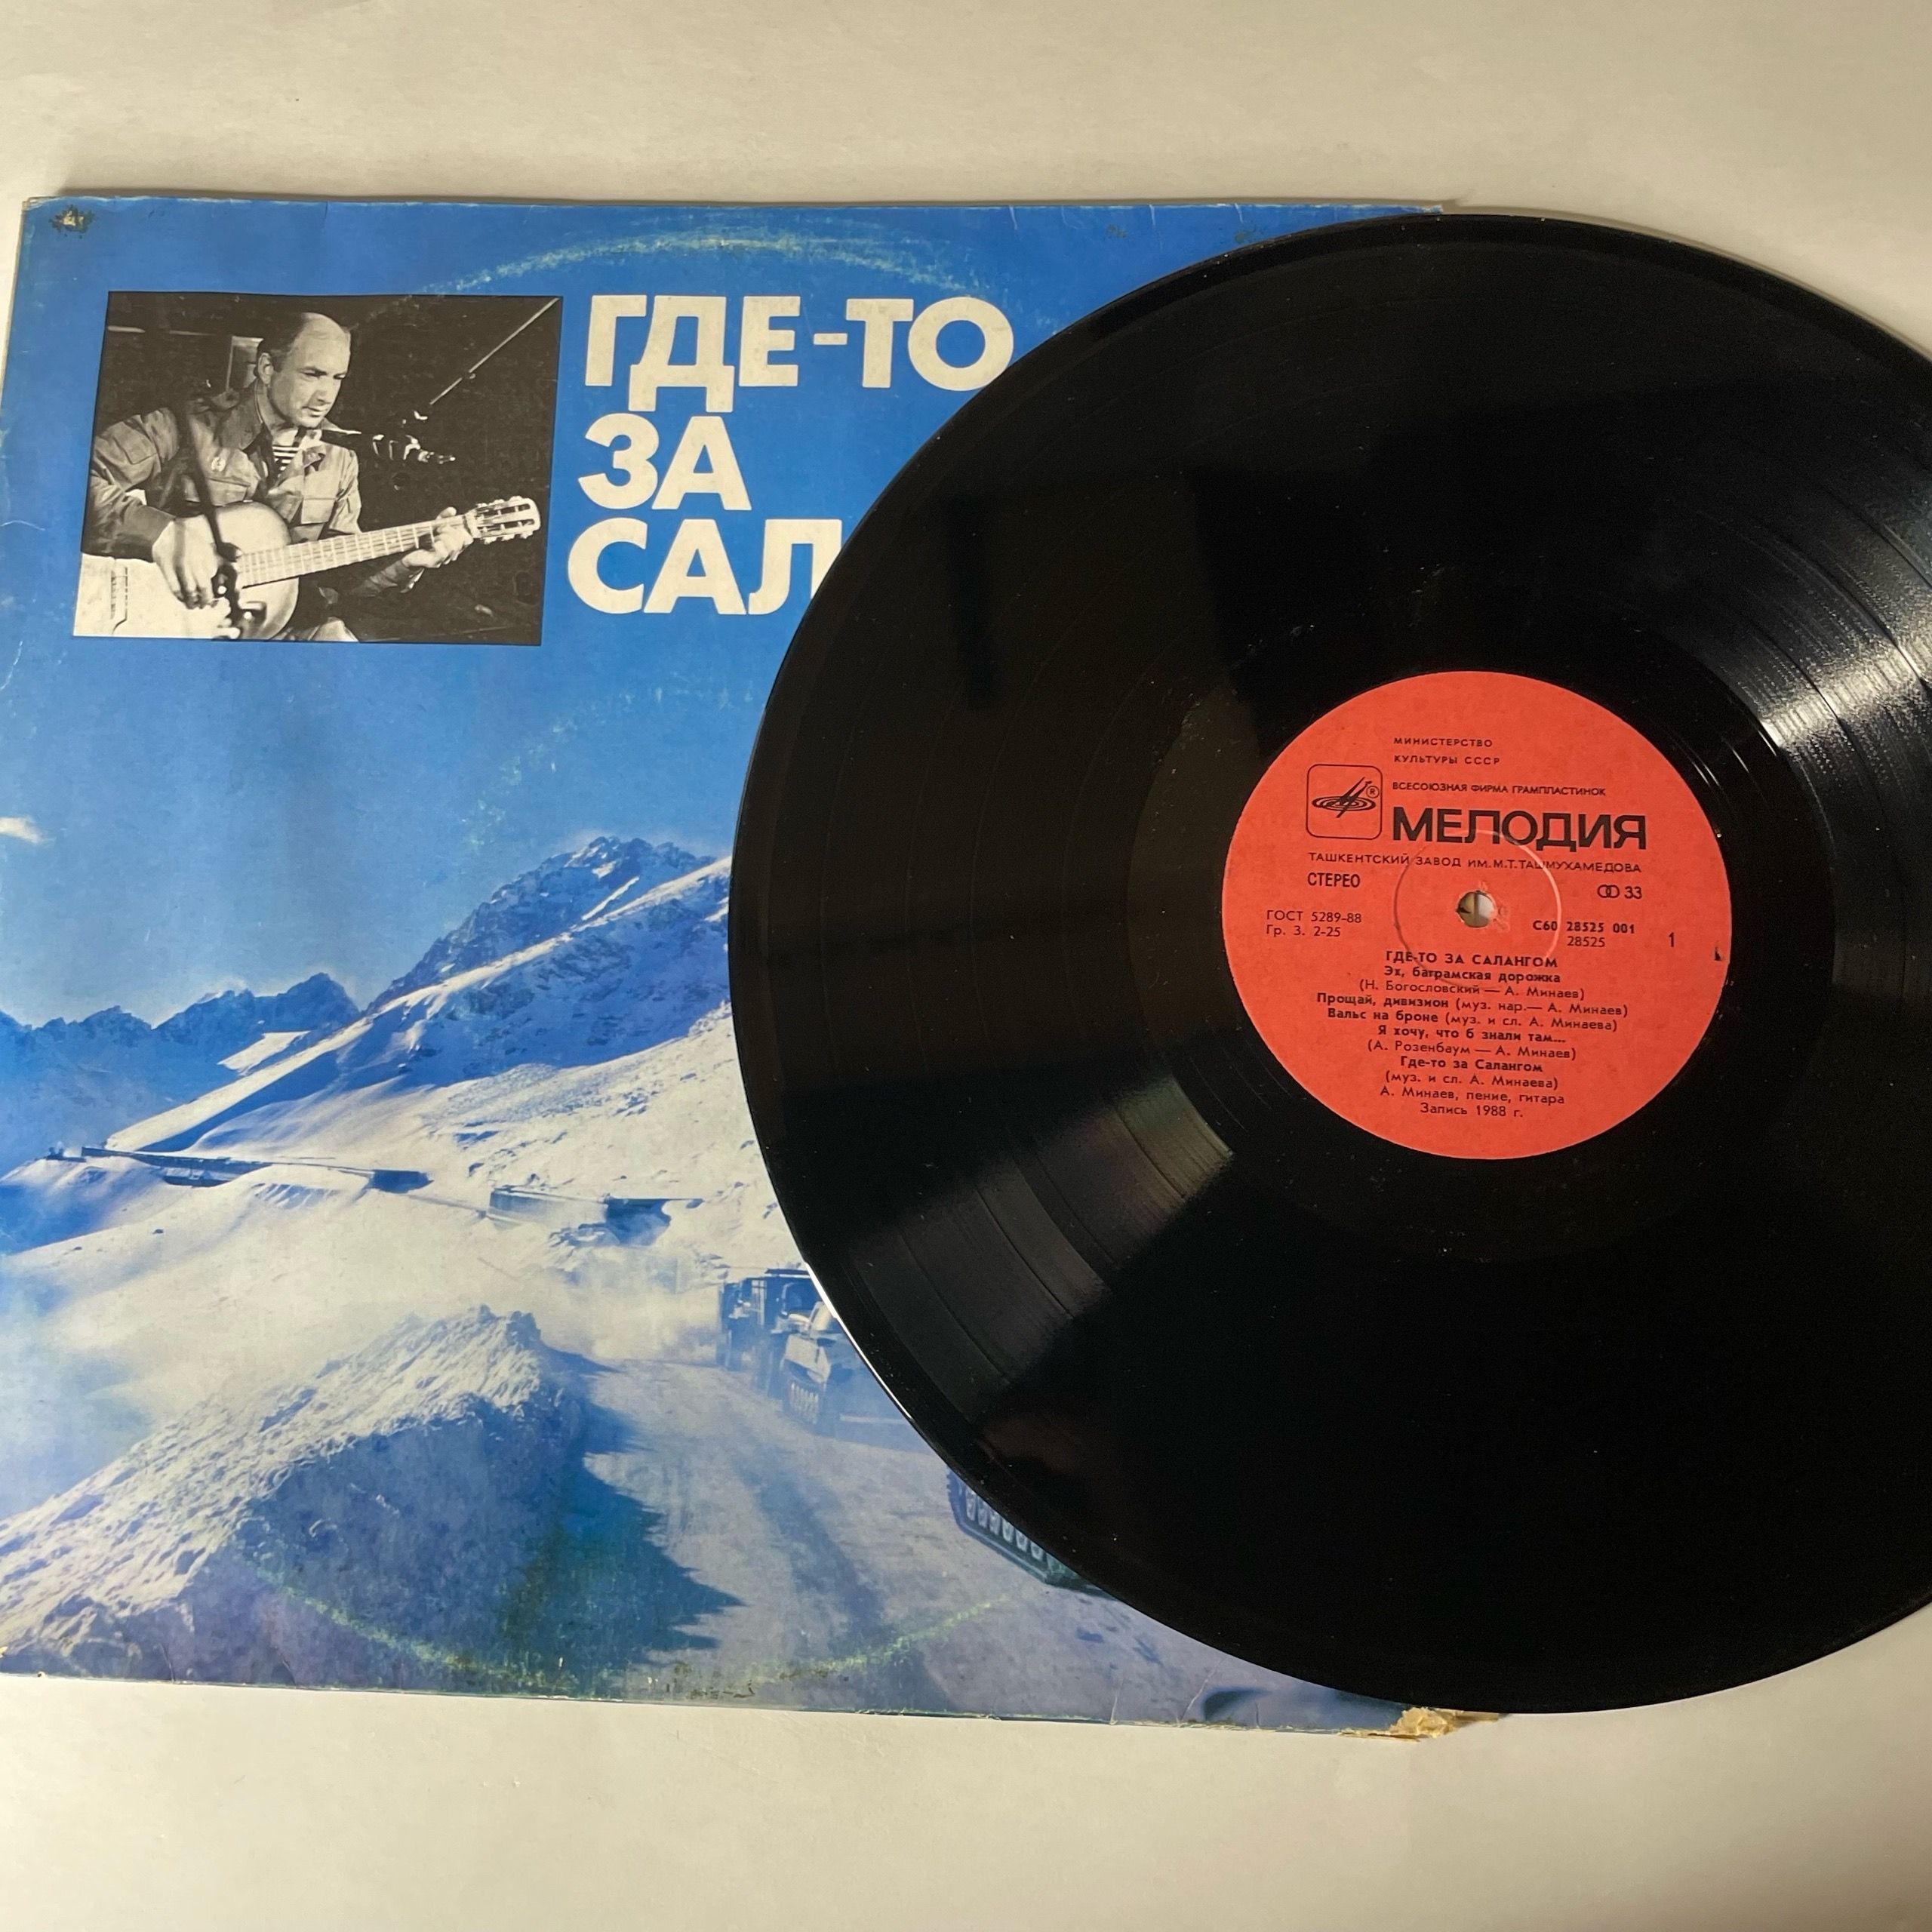 ГДЕ-ТО
ЗА
САЛ
МИНИСТЕРСТВО
КУЛЬТУРЫ СССР
ВСЕСОЮЗНАЯ ФИРМА ГРАМПЛАСТИНОК
МЕЛОДИЯ
ТАШКЕНТСКИЙ ЗАВОД ИМ.М.Т.ТАШМУХАМЕДОВА
СТЕРЕО 33
ГОСТ 5289-88 С60 28525 001
Гр. 3. 2-25 28525 1
ГДЕ-ТО ЗА САЛАНГОМ
Эх, баграмская дорожка
(Н. Богословский — А. Минаев)
Прощай, дивизион (муз. нар.— А. Минаев)
Вальс на броне (муз. и сл. А. Минаева)
Я хочу, что б знали там...
(А. Розенбаум — А. Минаев)
Где-то за Салангом
(муз. и сл. А. Минаева)
А. Минаев, пение, гитара
Запись 1988 г.